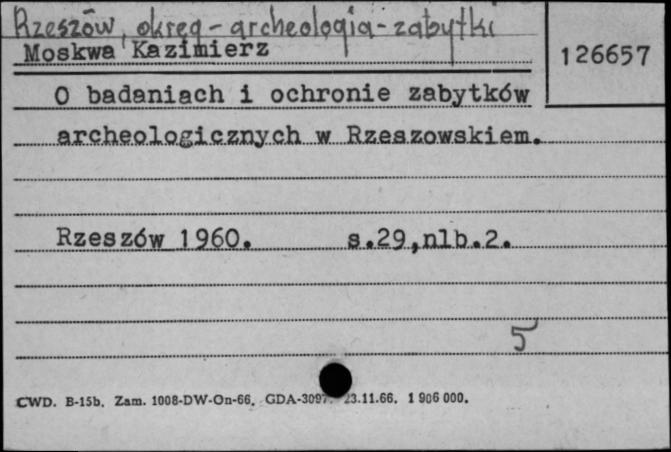 Rzeszów, okręg - archeologia - zabytki
Moskwa Kazimierz
126657
O badaniach i ochronie zabytków
archeologicznych w Rzeszowskiem.
Rzeszów 1960. s.29,nlb.2.
5
CWD. B-15b. Zam. 1008-DW-On-66. GDA-3097. 23.11.66. 1 906 000.